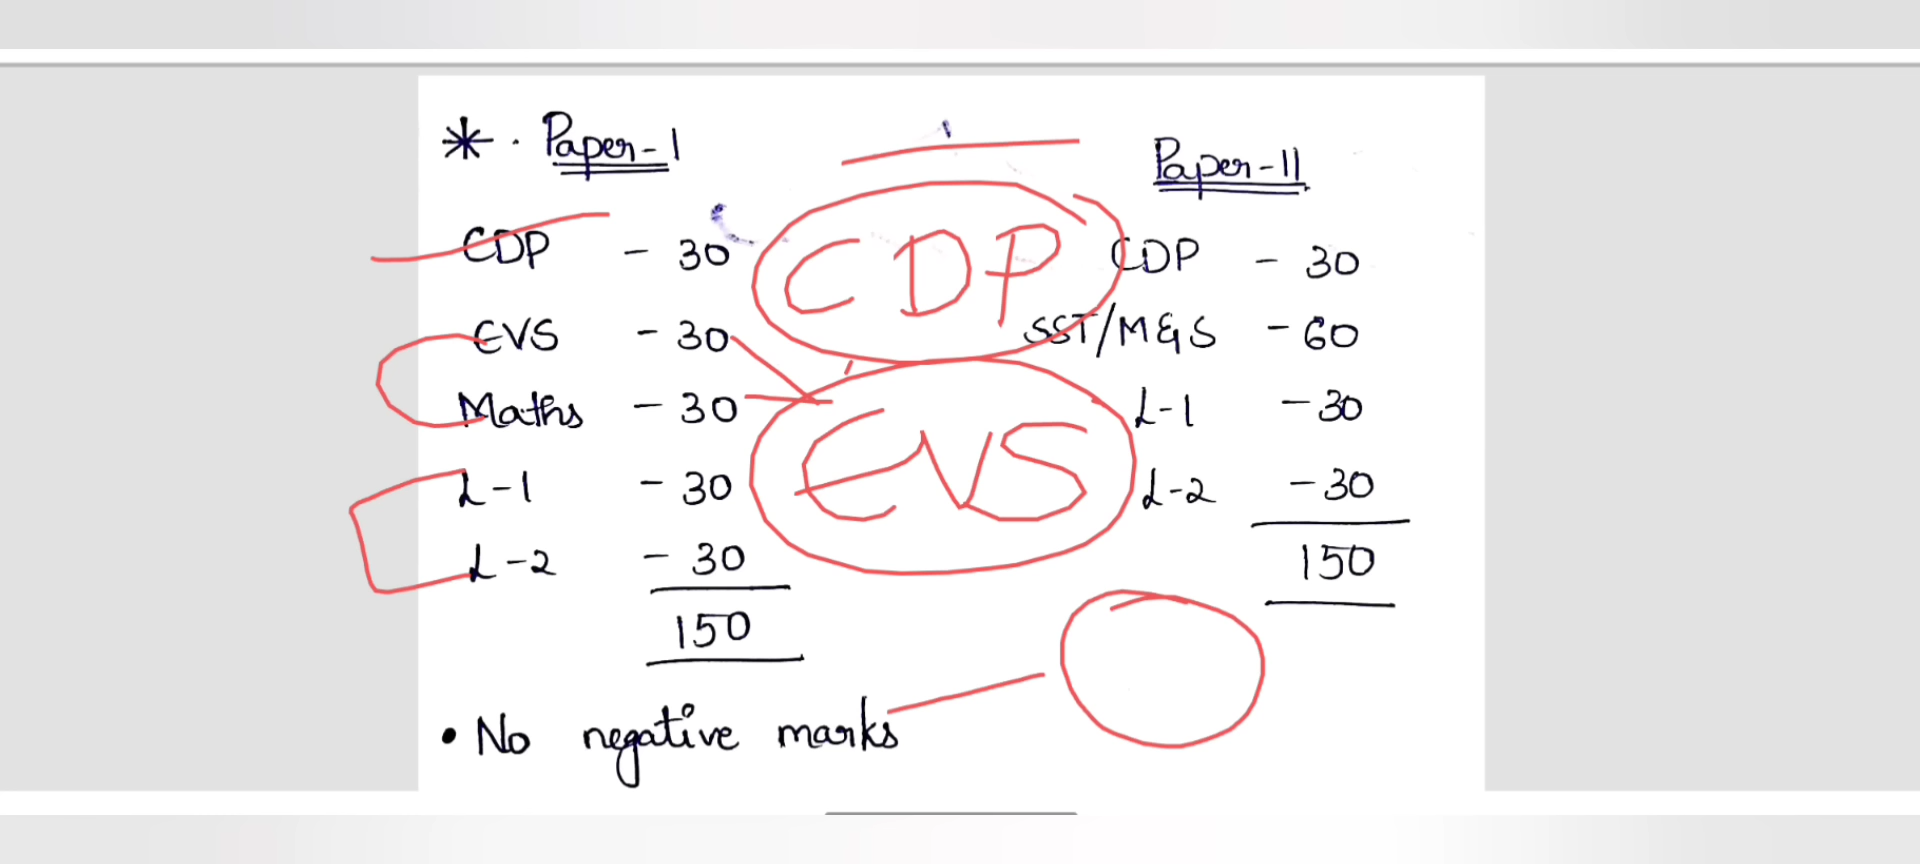 * . Paper-I
CDP - 30
EVS - 30
Maths - 30
L-1 - 30
L-2 - 30
150
• No negative marks
CDP
EVS
Paper-II
CDP - 30
SST/M&S - 60
L-1 - 30
L-2 - 30
150